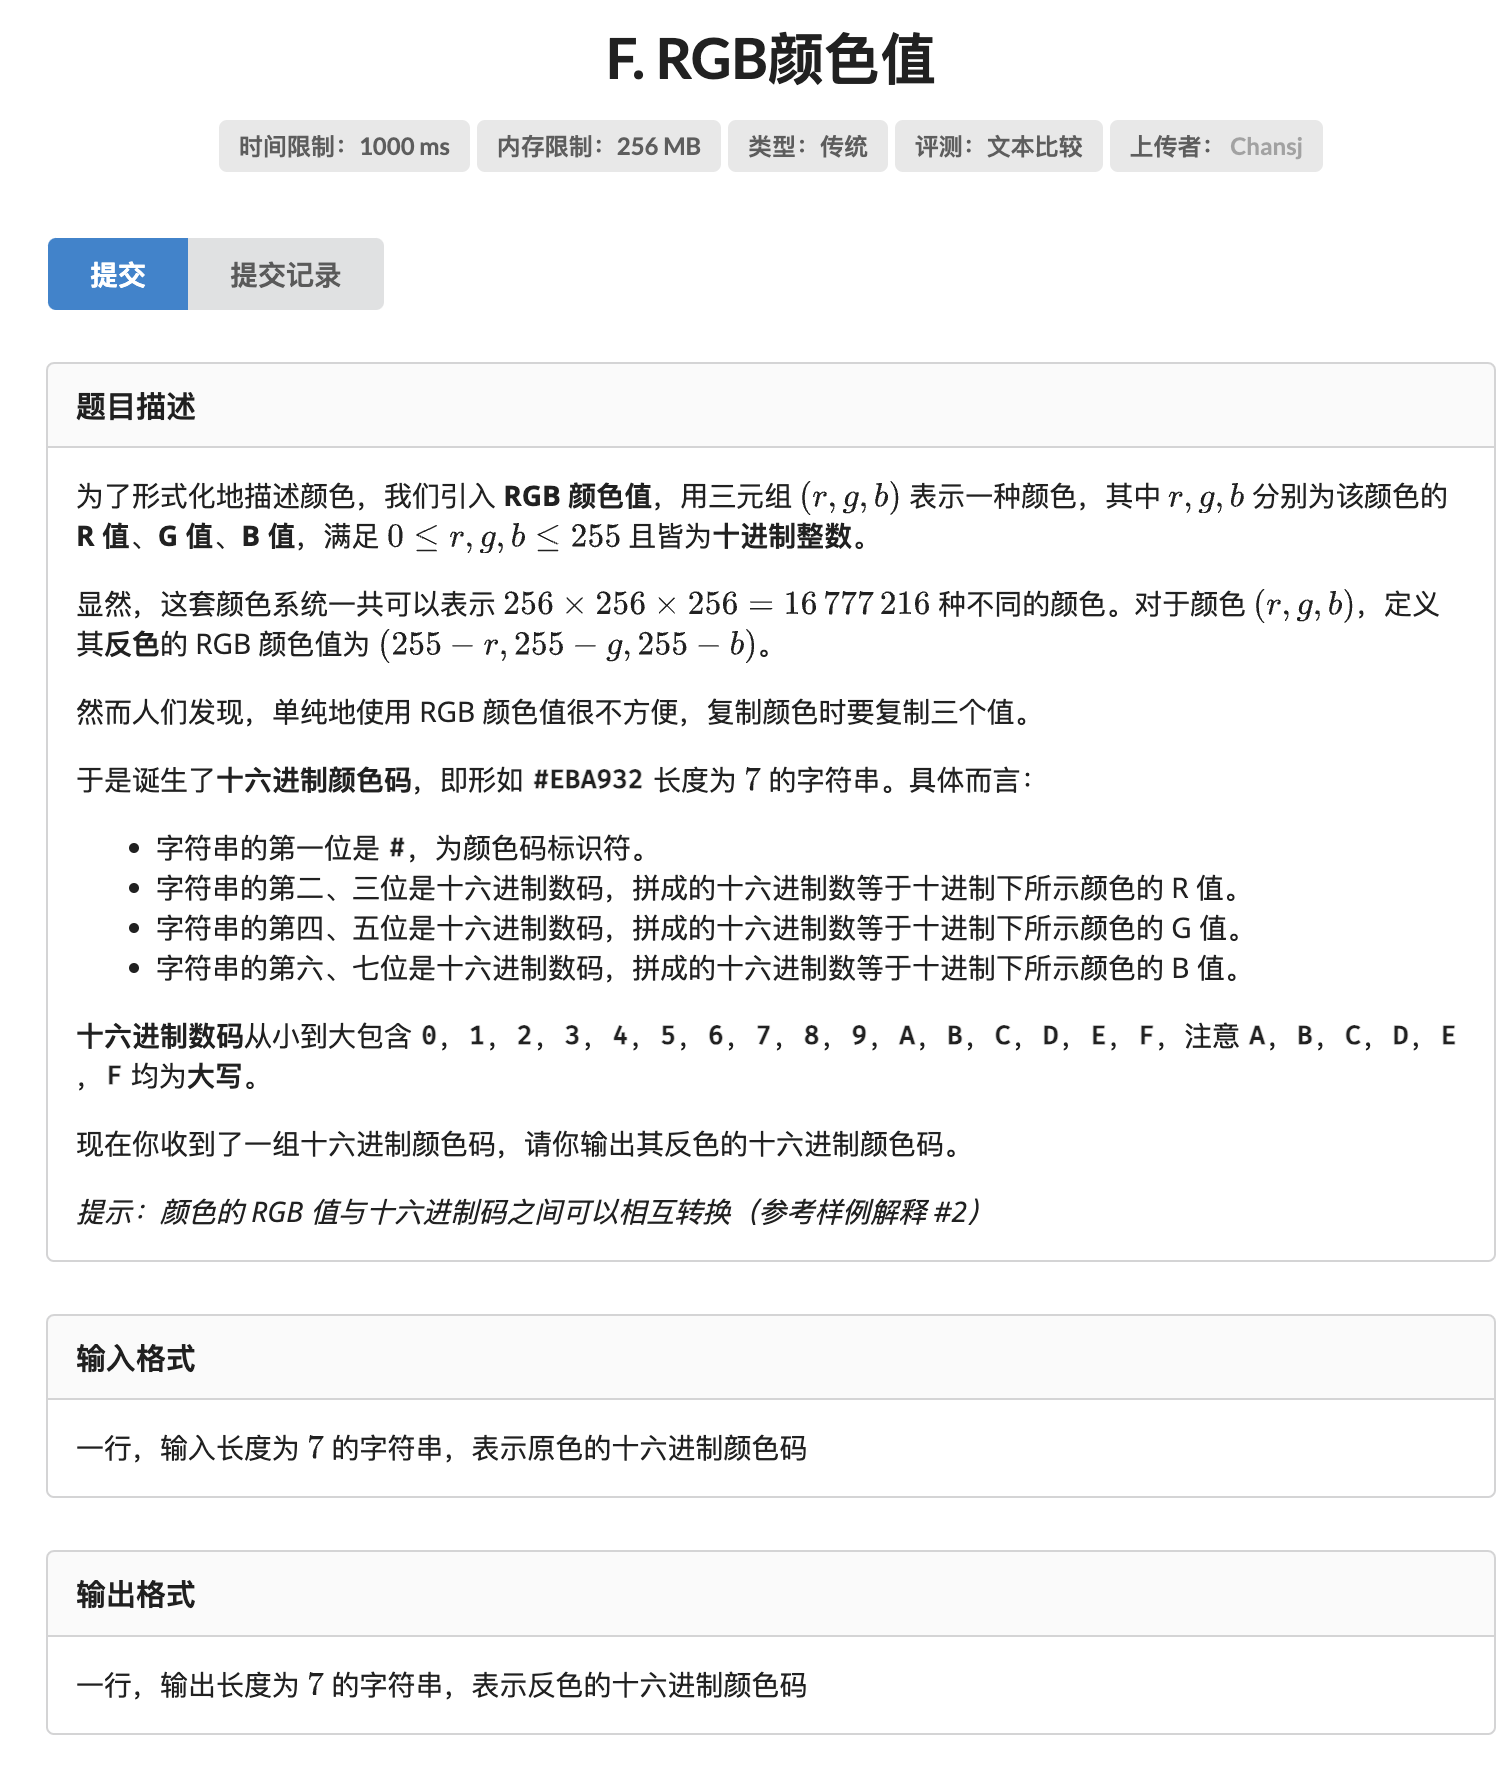 F. RGB颜色值
时间限制：1000 ms
内存限制：256 MB
类型：传统
评测：文本比较
上传者： Chansj
提交
提交记录
题目描述
为了形式化地描述颜色，我们引入 RGB 颜色值，用三元组 (r, g, b) 表示一种颜色，其中 r, g, b 分别为该颜色的
R 值、G 值、B 值，满足 0 ≤ r, g, b ≤ 255 且皆为十进制整数。
显然，这套颜色系统一共可以表示 256 × 256 × 256 = 16 777 216 种不同的颜色。对于颜色 (r, g, b)，定义
其反色的 RGB 颜色值为 (255 − r, 255 − g, 255 − b)。
然而人们发现，单纯地使用 RGB 颜色值很不方便，复制颜色时要复制三个值。
于是诞生了十六进制颜色码，即形如 #EBA932 长度为 7 的字符串。具体而言：
• 字符串的第一位是 #，为颜色码标识符。
• 字符串的第二、三位是十六进制数码，拼成的十六进制数等于十进制下所示颜色的 R 值。
• 字符串的第四、五位是十六进制数码，拼成的十六进制数等于十进制下所示颜色的 G 值。
• 字符串的第六、七位是十六进制数码，拼成的十六进制数等于十进制下所示颜色的 B 值。
十六进制数码从小到大包含 0，1，2，3，4，5，6，7，8，9，A，B，C，D，E，F，注意 A，B，C，D，E
，F 均为大写。
现在你收到了一组十六进制颜色码，请你输出其反色的十六进制颜色码。
提示：颜色的 RGB 值与十六进制码之间可以相互转换（参考样例解释 #2）
输入格式
一行，输入长度为 7 的字符串，表示原色的十六进制颜色码
输出格式
一行，输出长度为 7 的字符串，表示反色的十六进制颜色码